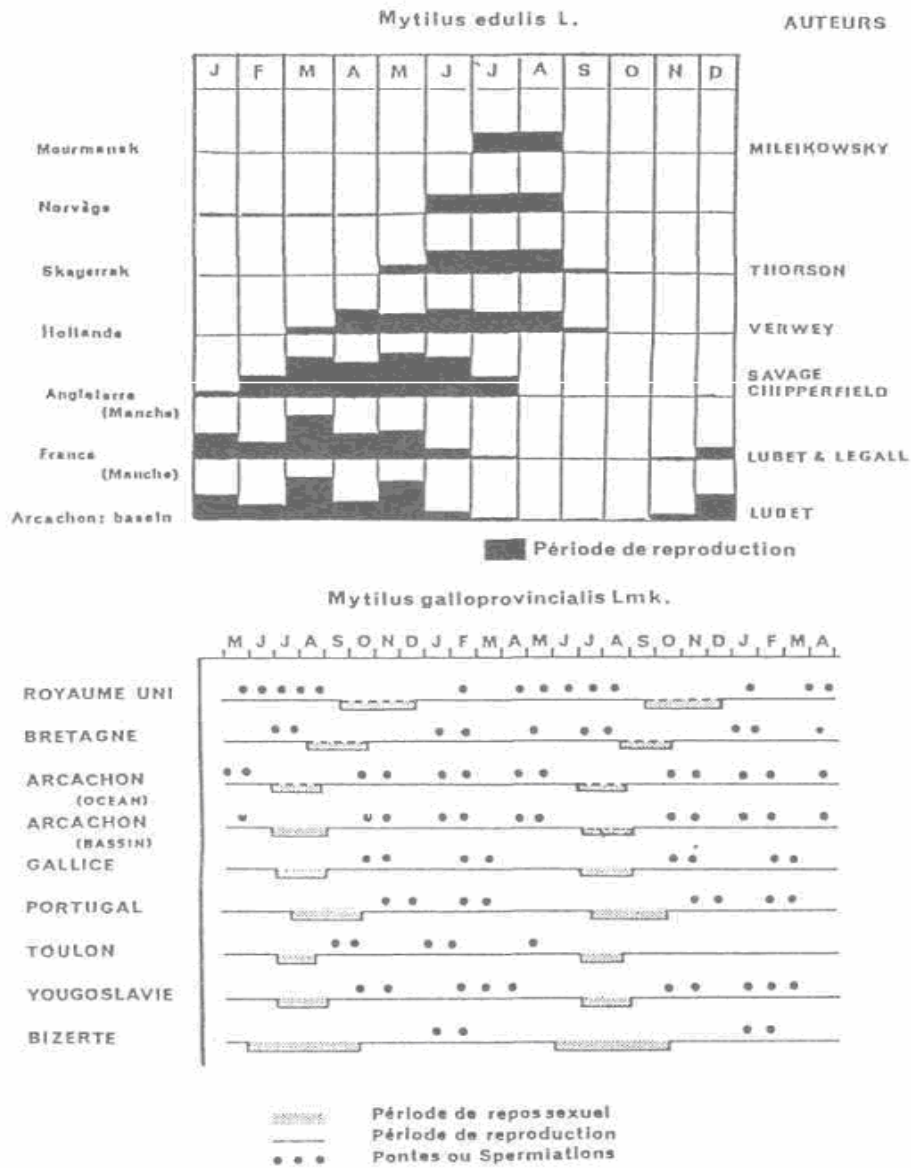 Mytilus edulis L.
AUTEURS
J F M A M J J A S O N D
Mourmansk MILEIKOWSKY
Norvège
Skagerrak THORSON
Hollande VERWEY
Angleterre (Manche) SAVAGE CHIPPERFIELD
France (Manche) LUBET & LEGALL
Arcachon: bassin LUBET
Période de reproduction
Mytilus galloprovincialis Lmk.
M J J A S O N D J F M A M J J A S O N D J F M A
ROYAUME UNI
BRETAGNE
ARCACHON
(OCEAN)
ARCACHON
(BASSIN)
GALLICE
PORTUGAL
TOULON
YOUGOSLAVIE
BIZERTE
Période de repos sexuel
Période de reproduction
Pontes ou Spermiations